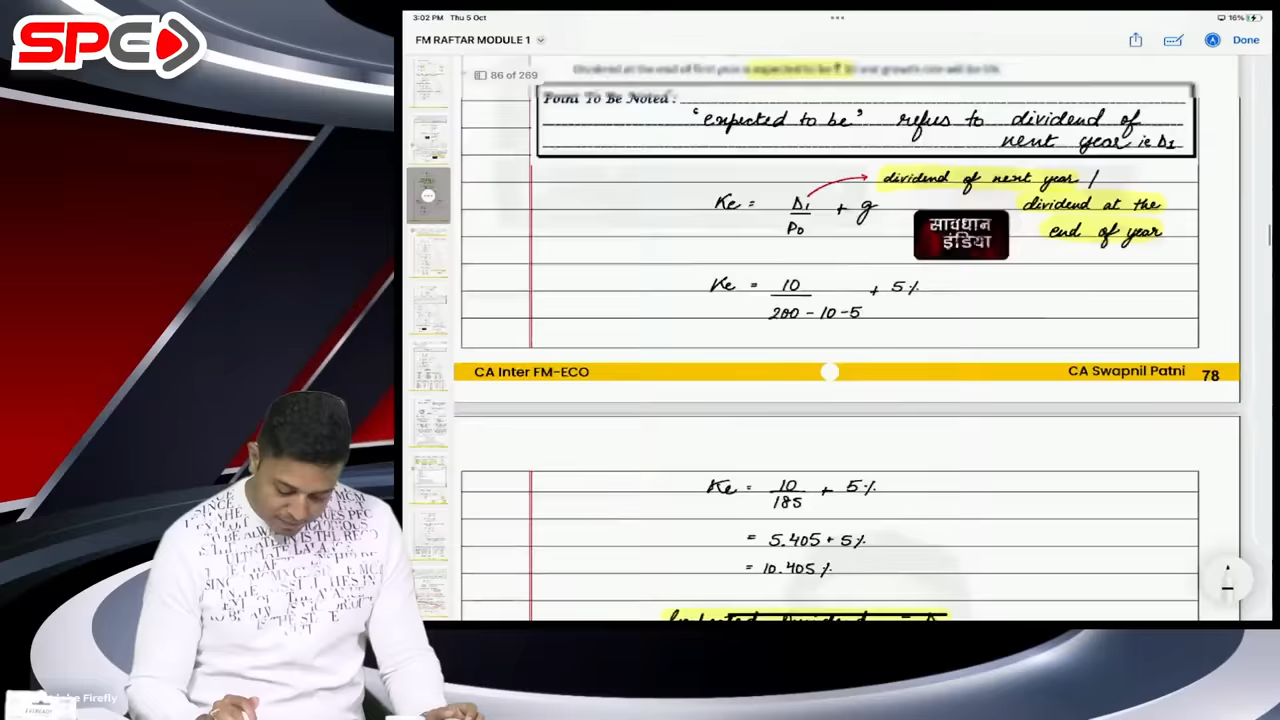 SPC
3:02 PM Thu 5 Oct
16%
FM RAFTAR MODULE 1
Done
86 of 269
Point To Be Noted :
'expected to be' refers to dividend of
next year ie D1
dividend of next year /
Ke = D1 / P0 + g
dividend at the
end of year
सावधान
इंडिया
Ke = 10 / 200 - 10 - 5 + 5%
CA Inter FM-ECO
CA Swapnil Patni 78
Ke = 10 / 185 + 5%
= 5.405 + 5%
= 10.405 %
Firefly